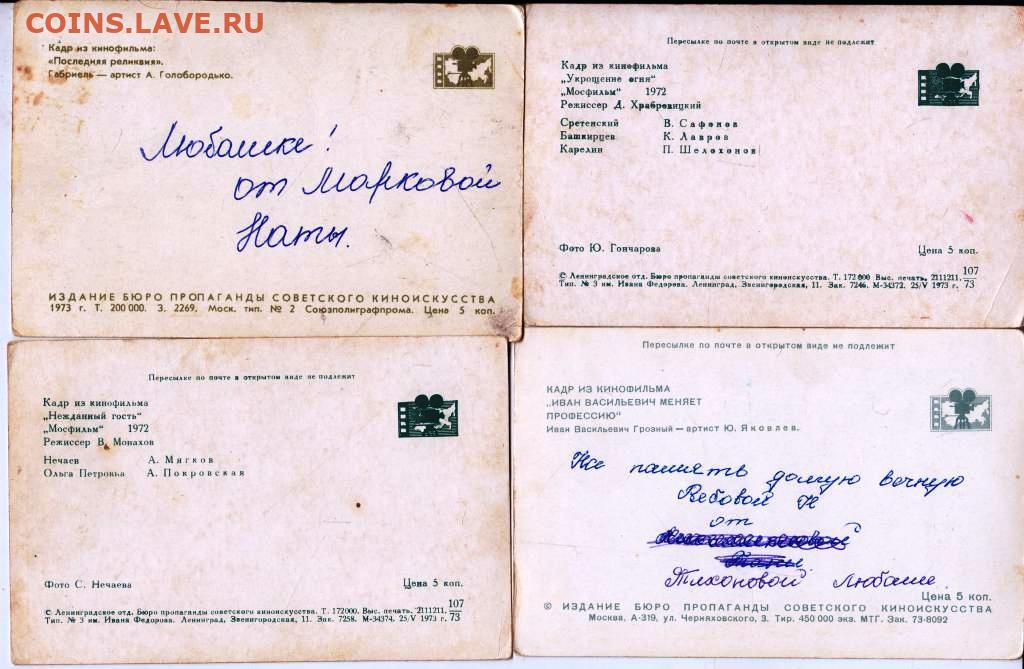 COINS.LAVE.RU
Кадр из кинофильма:
«Последняя реликвия».
Габриель — артист А. Голобородько.
Любашке!
от Марковой
Наты.
ИЗДАНИЕ БЮРО ПРОПАГАНДЫ СОВЕТСКОГО КИНОИСКУССТВА
1973 г. Т. 200 000. З. 2269. Моск. тип. № 2 Союзполиграфпрома. Цена 5 коп.
Пересылке по почте в открытом виде не подлежит
Кадр из кинофильма
„Укрощение огня“
„Мосфильм“ 1972
Режиссер Д. Храбровицкий
Сретенский В. Сафонов
Башкирцев К. Лавров
Карелин П. Шелохонов
Фото Ю. Гончарова Цена 5 коп.
© Ленинградское отд. Бюро пропаганды советского киноискусства. Т. 172 000 Выс. печать. 2111211. 107/73
Тип. № 3 им. Ивана Федорова. Ленинград, Звенигородская, 11. Зак. 7246. М-34372. 25/V 1973 г.
Пересылке по почте в открытом виде не подлежит
Кадр из кинофильма
„Нежданный гость“
„Мосфильм“ 1972
Режиссер В. Монахов
Нечаев А. Мягков
Ольга Петровна А. Покровская
Фото С. Нечаева Цена 5 коп.
© Ленинградское отд. Бюро пропаганды советского киноискусства. Т. 172000. Выс. печать. 2111211. 107/73
Тип. № 3 им. Ивана Федорова. Ленинград, Звенигородская, 11. Зак. 7258. М-34374. 25/V 1973 г.
Пересылке по почте в открытом виде не подлежит
КАДР ИЗ КИНОФИЛЬМА
„ИВАН ВАСИЛЬЕВИЧ МЕНЯЕТ
ПРОФЕССИЮ“
Иван Васильевич Грозный — артист Ю. Яковлев.
На память долгую вечную
Вебовой Н
от
Тихоновой Любаше.
Цена 5 коп.
© ИЗДАНИЕ БЮРО ПРОПАГАНДЫ СОВЕТСКОГО КИНОИСКУССТВА
Москва, А-319, ул. Черняховского, 3. Тир. 450 000 экз. МТГ. Зак. 73-8092